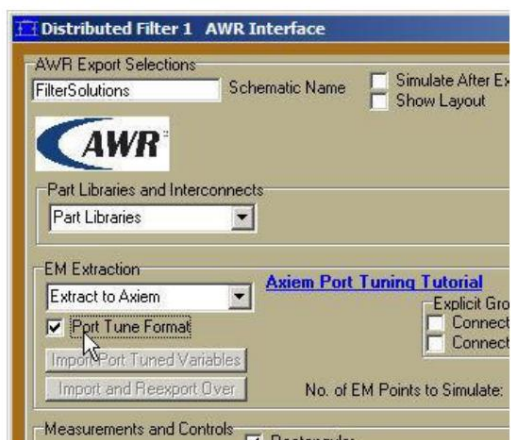 Distributed Filter 1 AWR Interface
AWR Export Selections
FilterSolutions
Schematic Name
Simulate After Ex
Show Layout
AWR
Part Libraries and Interconnects
Part Libraries
EM Extraction
Extract to Axiem
Axiem Port Tuning Tutorial
Explicit Gro
Port Tune Format
Connect
Connect
Import Port Tuned Variables
Import and Reexport Over
No. of EM Points to Simulate:
Measurements and Controls
Rectangular